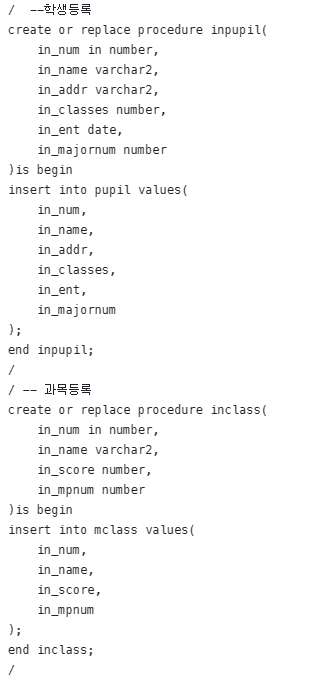 /  --학생등록
create or replace procedure inpupil(
    in_num in number,
    in_name varchar2,
    in_addr varchar2,
    in_classes number,
    in_ent date,
    in_majornum number
)is begin
insert into pupil values(
    in_num,
    in_name,
    in_addr,
    in_classes,
    in_ent,
    in_majornum
);
end inpupil;
/
/ -- 과목등록
create or replace procedure inclass(
    in_num in number,
    in_name varchar2,
    in_score number,
    in_mpnum number
)is begin
insert into mclass values(
    in_num,
    in_name,
    in_score,
    in_mpnum
);
end inclass;
/